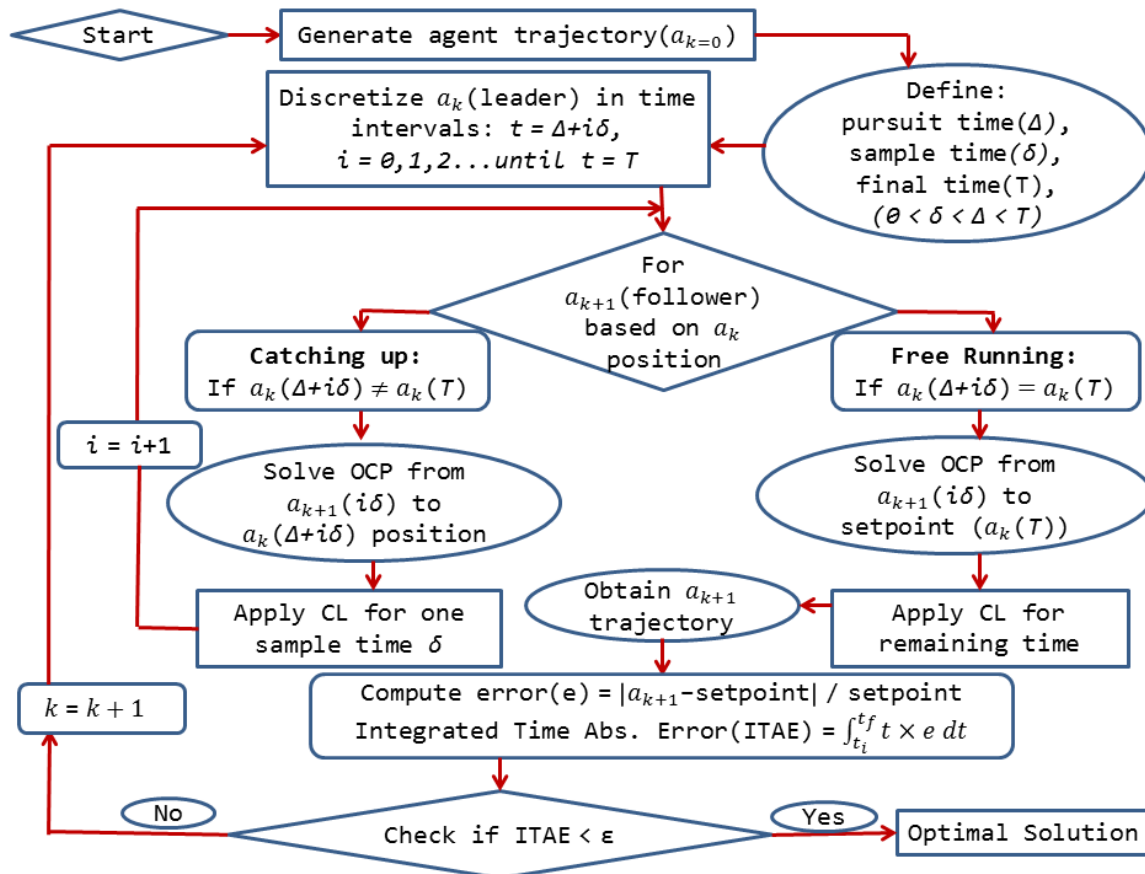 Start
Generate agent trajectory(a_{k=0})
Define:
pursuit time(Δ),
sample time(δ),
final time(T),
(0 < δ < Δ < T)
Discretize a_k(leader) in time
intervals: t = Δ+iδ,
i = 0,1,2...until t = T
For
a_{k+1}(follower)
based on a_k
position
Catching up:
If a_k(Δ+iδ) ≠ a_k(T)
Free Running:
If a_k(Δ+iδ) = a_k(T)
i = i+1
Solve OCP from
a_{k+1}(iδ) to
a_k(Δ+iδ) position
Solve OCP from
a_{k+1}(iδ) to
setpoint (a_k(T))
Apply CL for one
sample time δ
Obtain a_{k+1}
trajectory
Apply CL for
remaining time
k = k + 1
Compute error(e) = |a_{k+1}-setpoint| / setpoint
Integrated Time Abs. Error(ITAE) = ∫_{t_i}^{t_f} t × e dt
No
Check if ITAE < ε
Yes
Optimal Solution